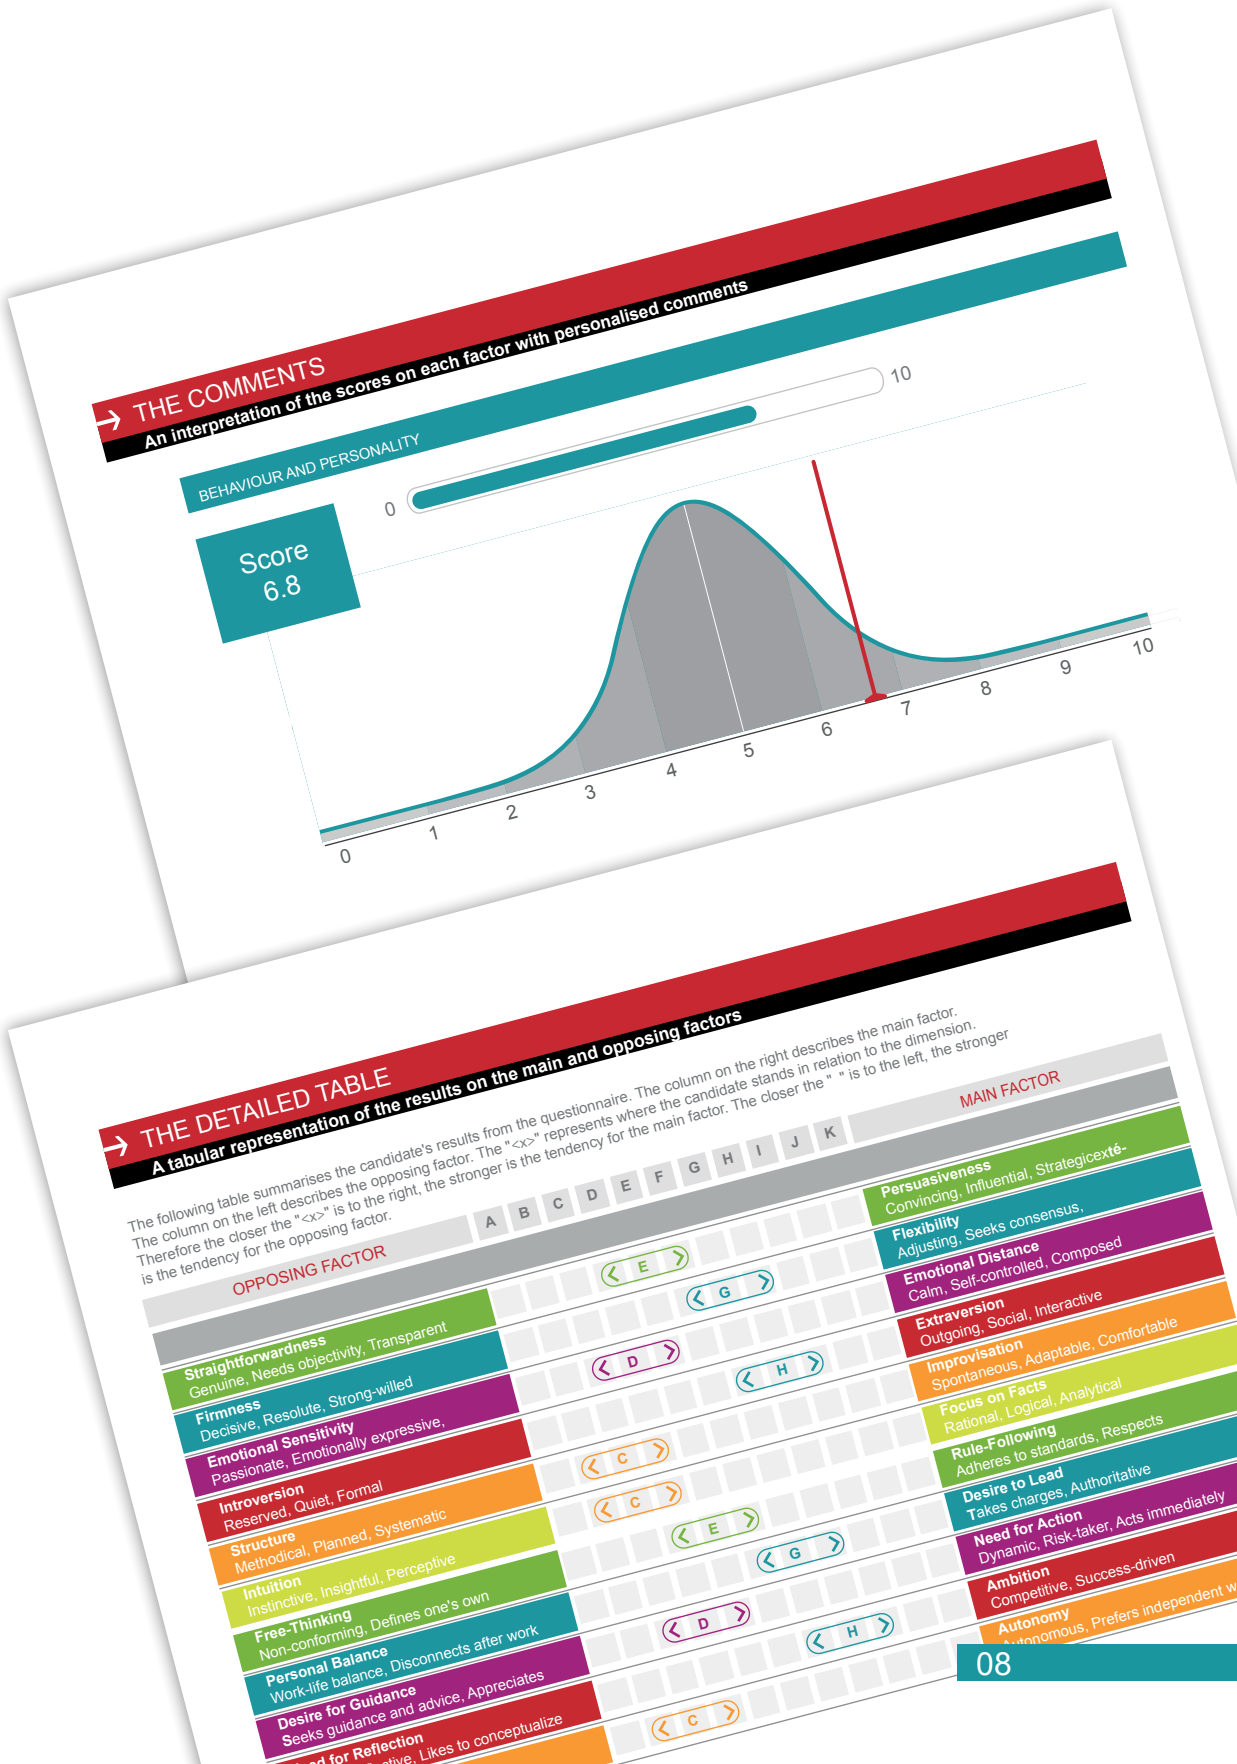 THE COMMENTS
An interpretation of the scores on each factor with personalised comments
BEHAVIOUR AND PERSONALITY
0
10
Score
6.8
0
1
2
3
4
5
6
7
8
9
10
THE DETAILED TABLE
A tabular representation of the results on the main and opposing factors
The following table summarises the candidate's results from the questionnaire. The column on the right describes the main factor.
The column on the left describes the opposing factor. The "<x>" represents where the candidate stands in relation to the dimension.
Therefore the closer the "<x>" is to the right, the stronger is the tendency for the main factor. The closer the " " is to the left, the stronger
is the tendency for the opposing factor.
OPPOSING FACTOR
A B C D E F G H I J K
MAIN FACTOR
Straightforwardness
Genuine, Needs objectivity, Transparent
E
Persuasiveness
Convincing, Influential, Strategicexté-
Firmness
Decisive, Resolute, Strong-willed
G
Flexibility
Adjusting, Seeks consensus,
Emotional Sensitivity
Passionate, Emotionally expressive,
D
Emotional Distance
Calm, Self-controlled, Composed
Introversion
Reserved, Quiet, Formal
H
Extraversion
Outgoing, Social, Interactive
Structure
Methodical, Planned, Systematic
C
Improvisation
Spontaneous, Adaptable, Comfortable
Intuition
Instinctive, Insightful, Perceptive
C
Focus on Facts
Rational, Logical, Analytical
Free-Thinking
Non-conforming, Defines one's own
E
Rule-Following
Adheres to standards, Respects
Personal Balance
Work-life balance, Disconnects after work
G
Desire to Lead
Takes charges, Authoritative
Desire for Guidance
Seeks guidance and advice, Appreciates
D
Need for Action
Dynamic, Risk-taker, Acts immediately
for Reflection
Likes to conceptualize
H
Ambition
Competitive, Success-driven
C
Autonomy
Autonomous, Prefers independent
08